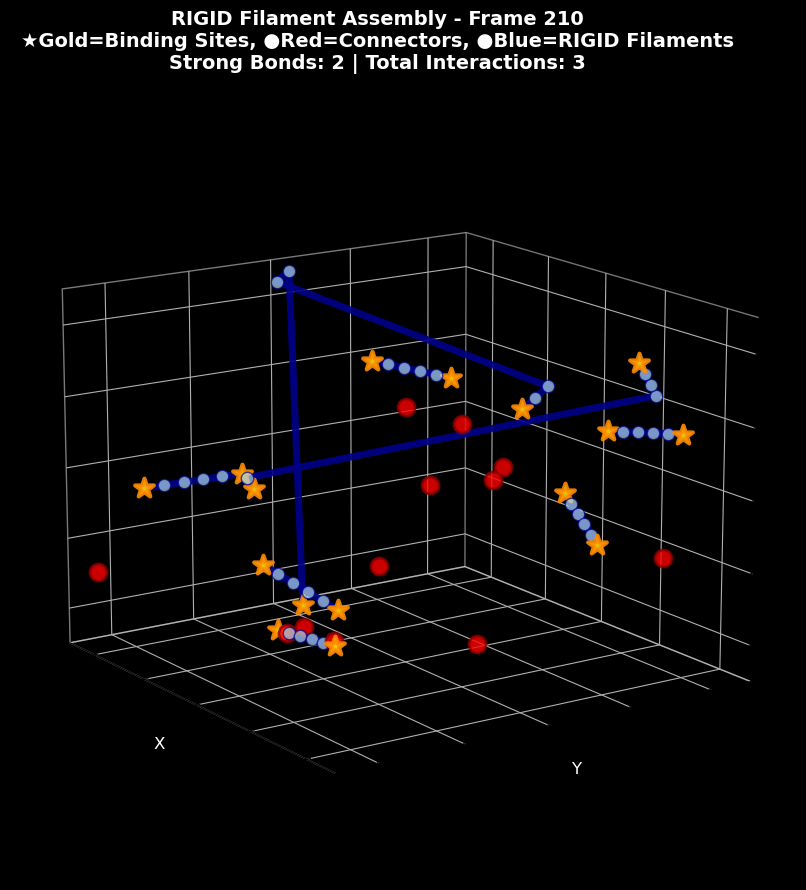 RIGID Filament Assembly - Frame 210
★Gold=Binding Sites, ●Red=Connectors, ●Blue=RIGID Filaments
Strong Bonds: 2 | Total Interactions: 3
X
Y